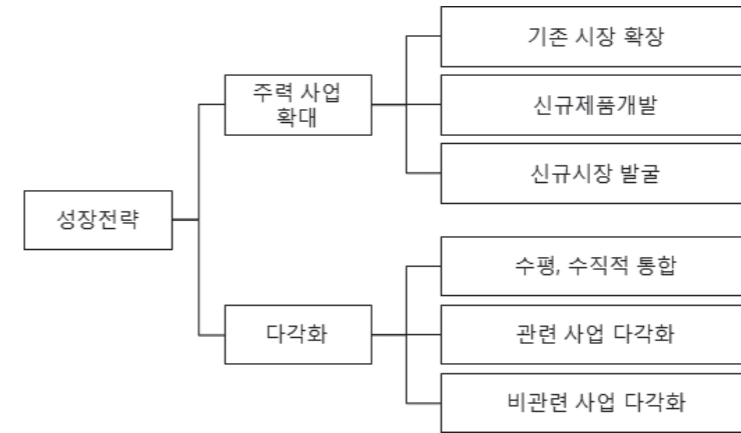 성장전략
주력 사업
확대
기존 시장 확장
신규제품개발
신규시장 발굴
다각화
수평, 수직적 통합
관련 사업 다각화
비관련 사업 다각화